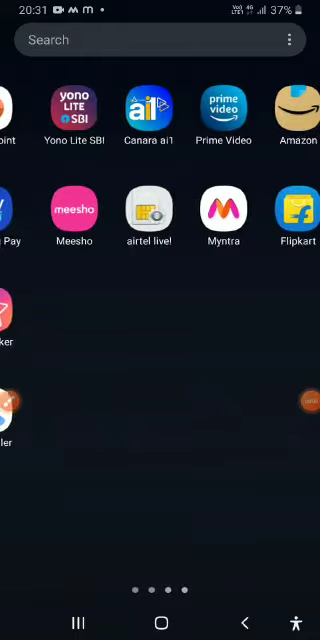 20:31 37%
Search
yono
LITE
SBI
ai1
prime
video
oint
Yono Lite SBI
Canara ai1
Prime Video
Amazon
meesho
Pay
Meesho
airtel live!
Myntra
Flipkart
ker
ler